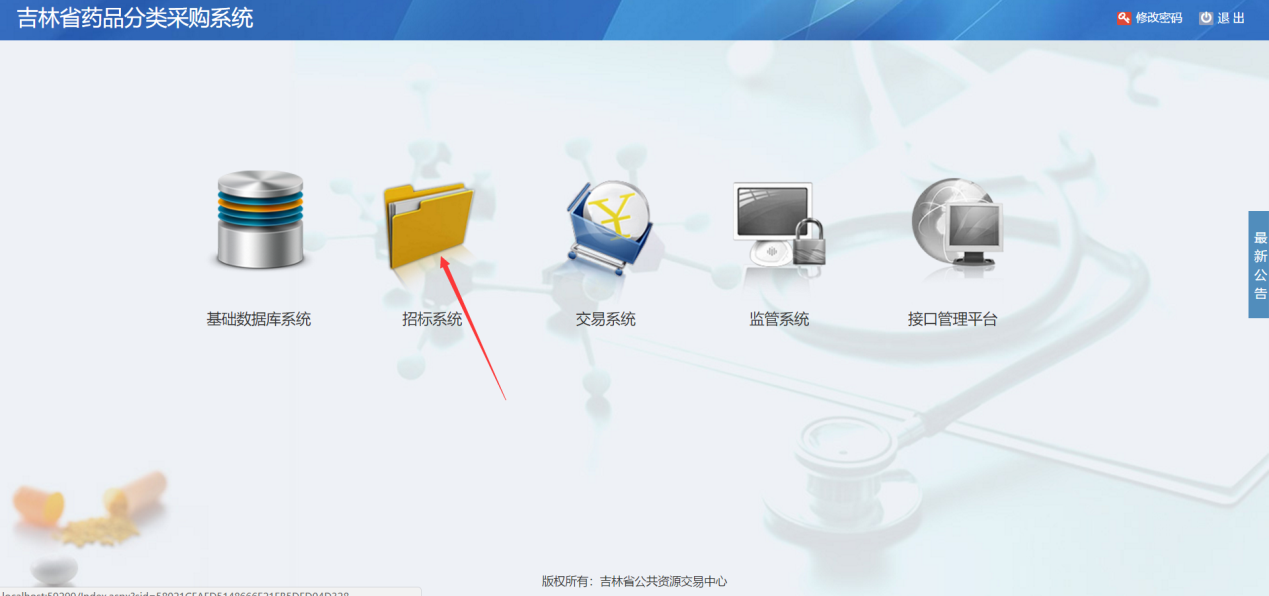 吉林省药品分类采购系统
修改密码
退 出
基础数据库系统
招标系统
交易系统
监管系统
接口管理平台
最新公告
版权所有：吉林省公共资源交易中心